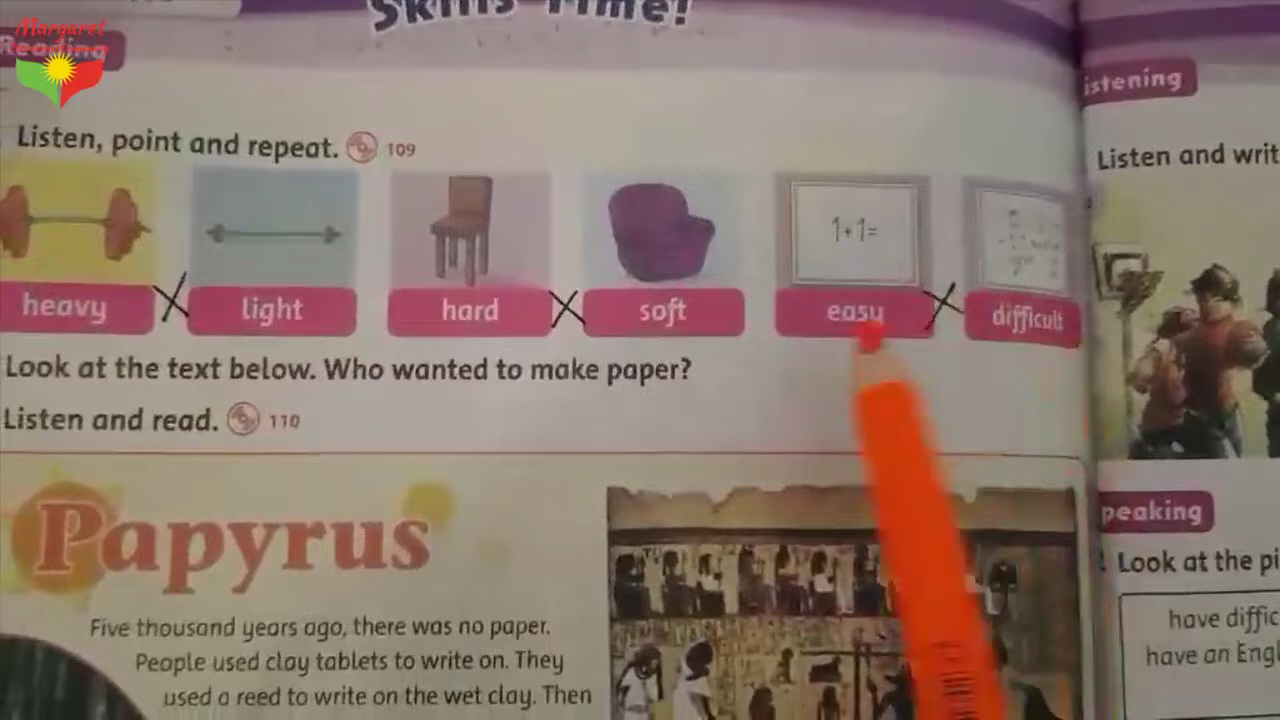 Skills Time!
Margaret
Reading
Listen, point and repeat. 109
1+1=
heavy
light
hard
soft
easy
difficult
Look at the text below. Who wanted to make paper?
Listen and read. 110
Papyrus
Five thousand years ago, there was no paper.
People used clay tablets to write on. They
used a reed to write on the wet clay. Then
istening
Listen and writ
peaking
Look at the pi
have diffic
have an Engl